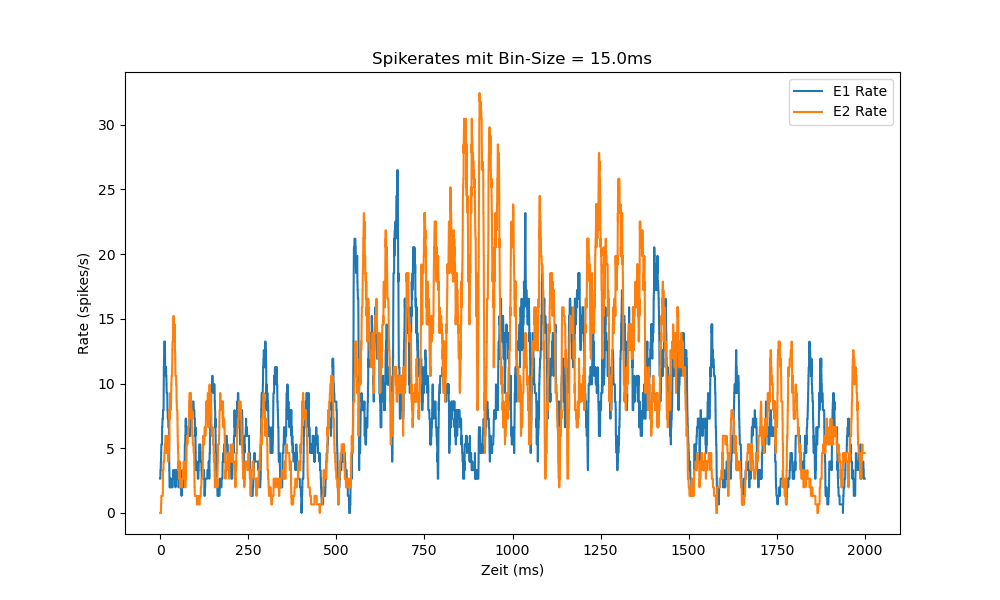 Spikerates mit Bin-Size = 15.0ms
E1 Rate
E2 Rate
Rate (spikes/s)
30
25
20
15
10
5
0
0 250 500 750 1000 1250 1500 1750 2000
Zeit (ms)